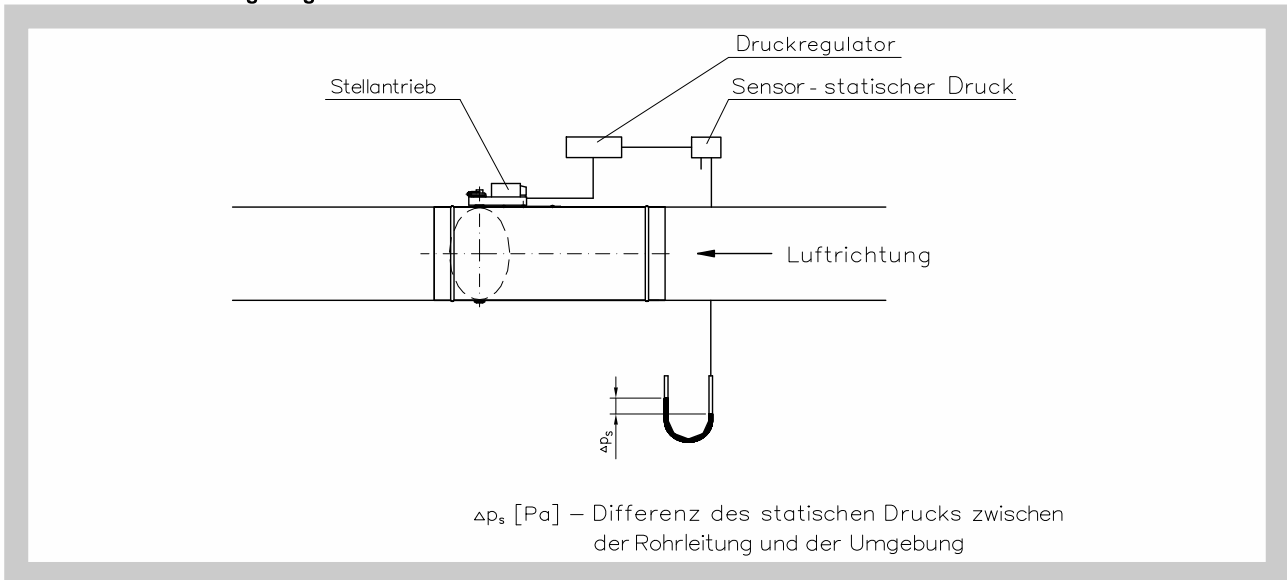 Druckregulator
Stellantrieb
Sensor - statischer Druck
Luftrichtung
Δps
Δps [Pa] – Differenz des statischen Drucks zwischen
der Rohrleitung und der Umgebung